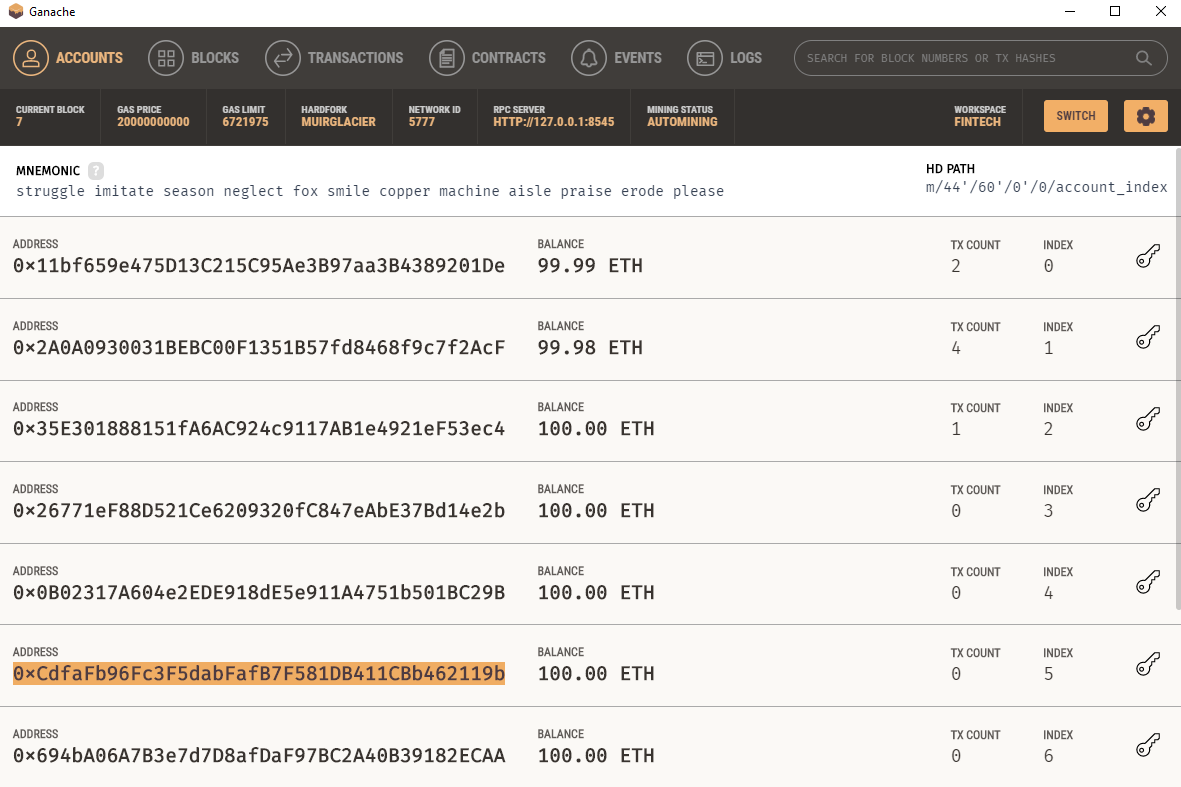 Ganache
ACCOUNTS BLOCKS TRANSACTIONS CONTRACTS EVENTS LOGS SEARCH FOR BLOCK NUMBERS OR TX HASHES
CURRENT BLOCK GAS PRICE GAS LIMIT HARDFORK NETWORK ID RPC SERVER MINING STATUS WORKSPACE
7 20000000000 6721975 MUIRGLACIER 5777 HTTP://127.0.0.1:8545 AUTOMINING FINTECH SWITCH
MNEMONIC ? HD PATH
struggle imitate season neglect fox smile copper machine aisle praise erode please m/44'/60'/0'/0/account_index
ADDRESS BALANCE TX COUNT INDEX
0×11bf659e475D13C215C95Ae3B97aa3B4389201De 99.99 ETH 2 0
ADDRESS BALANCE TX COUNT INDEX
0×2A0A0930031BEBC00F1351B57fd8468f9c7f2AcF 99.98 ETH 4 1
ADDRESS BALANCE TX COUNT INDEX
0×35E301888151fA6AC924c9117AB1e4921eF53ec4 100.00 ETH 1 2
ADDRESS BALANCE TX COUNT INDEX
0×26771eF88D521Ce6209320fC847eAbE37Bd14e2b 100.00 ETH 0 3
ADDRESS BALANCE TX COUNT INDEX
0×0B02317A604e2EDE918dE5e911A4751b501BC29B 100.00 ETH 0 4
ADDRESS BALANCE TX COUNT INDEX
0×CdfaFb96Fc3F5dabFafB7F581DB411CBb462119b 100.00 ETH 0 5
ADDRESS BALANCE TX COUNT INDEX
0×694bA06A7B3e7d7D8afDaF97BC2A40B39182ECAA 100.00 ETH 0 6